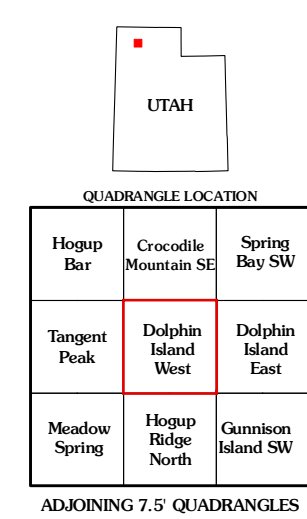 UTAH
QUADRANGLE LOCATION
Hogup
Bar
Crocodile
Mountain SE
Spring
Bay SW
Tangent
Peak
Dolphin
Island
West
Dolphin
Island
East
Meadow
Spring
Hogup
Ridge
North
Gunnison
Island SW
ADJOINING 7.5' QUADRANGLES